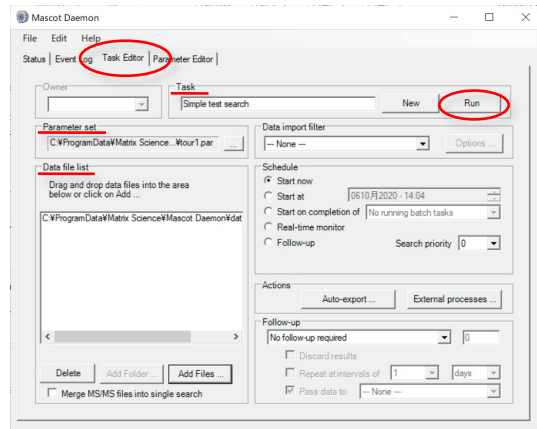 Mascot Daemon
File Edit Help
Status Event Log Task Editor Parameter Editor
Owner
Task
Simple test search
New
Run
Parameter set
C:¥ProgramData¥Matrix Science...¥tour1.par
...
Data import filter
-- None --
Options ...
Data file list
Drag and drop data files into the area
below or click on Add ...
C:¥ProgramData¥Matrix Science¥Mascot Daemon¥dat
Schedule
Start now
Start at 0610月2020 - 14:04
Start on completion of No running batch tasks
Real-time monitor
Follow-up Search priority 0
Actions
Auto-export ... External processes ...
Follow-up
No follow-up required 0
Discard results
Repeat at intervals of 1 days
Pass data to -- None --
Delete Add Folder ... Add Files ...
Merge MS/MS files into single search